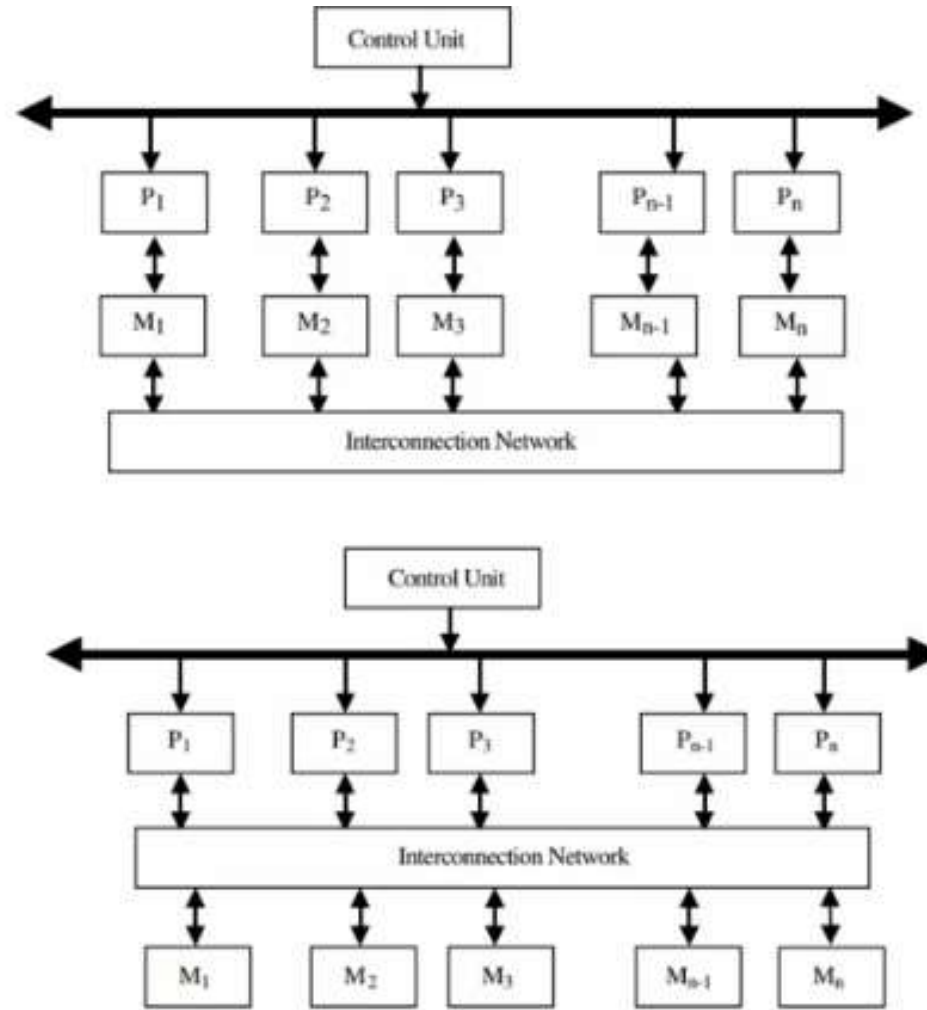 Control Unit
P1 P2 P3 Pn-1 Pn
M1 M2 M3 Mn-1 Mn
Interconnection Network
Control Unit
P1 P2 P3 Pn-1 Pn
Interconnection Network
M1 M2 M3 Mn-1 Mn